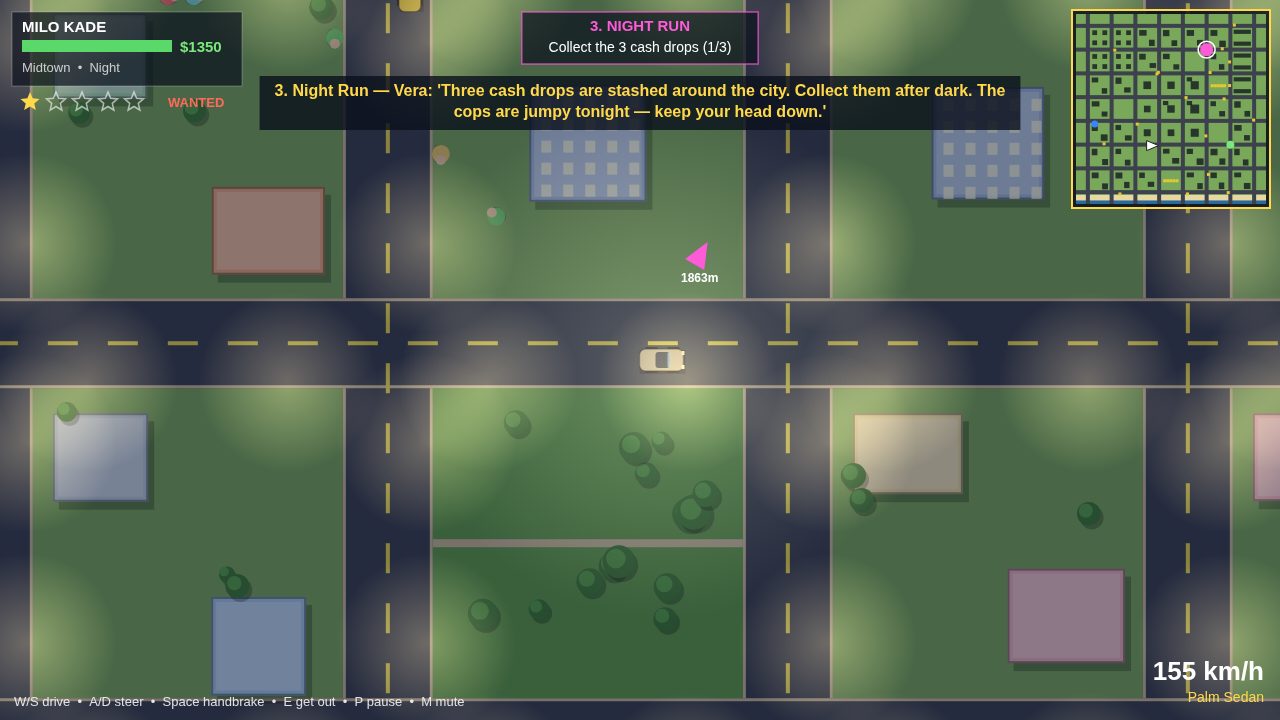 MILO KADE
$1350
Midtown • Night
WANTED
3. NIGHT RUN
Collect the 3 cash drops (1/3)
3. Night Run — Vera: 'Three cash drops are stashed around the city. Collect them after dark. The
cops are jumpy tonight — keep your head down.'
1863m
155 km/h
Palm Sedan
W/S drive • A/D steer • Space handbrake • E get out • P pause • M mute